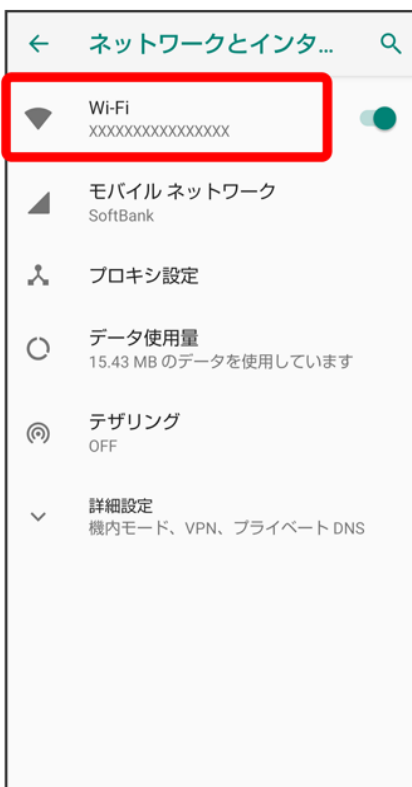 ネットワークとインタ...
Wi-Fi
XXXXXXXXXXXXXXXX
モバイル ネットワーク
SoftBank
プロキシ設定
データ使用量
15.43 MB のデータを使用しています
テザリング
OFF
詳細設定
機内モード、VPN、プライベート DNS